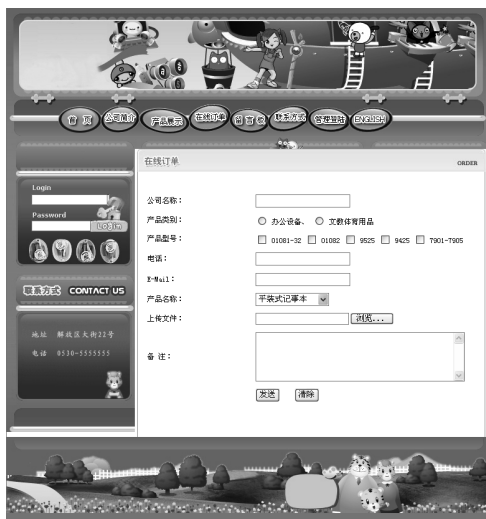 首 页 公司简介 产品展示 在线订单 留言板 联系方式 管理登陆 ENGLISH
Login
Password
Login
联系方式 CONTACT US
地址 解放区大街22号
电话 0530-5555555
在线订单 ORDER
公司名称：
产品类别： 办公设备、 文教体育用品
产品型号： 01081-32 01082 9525 9425 7901-7905
电话：
E-Mail：
产品名称： 平装式记事本
上传文件： 浏览...
备 注：
发送 清除